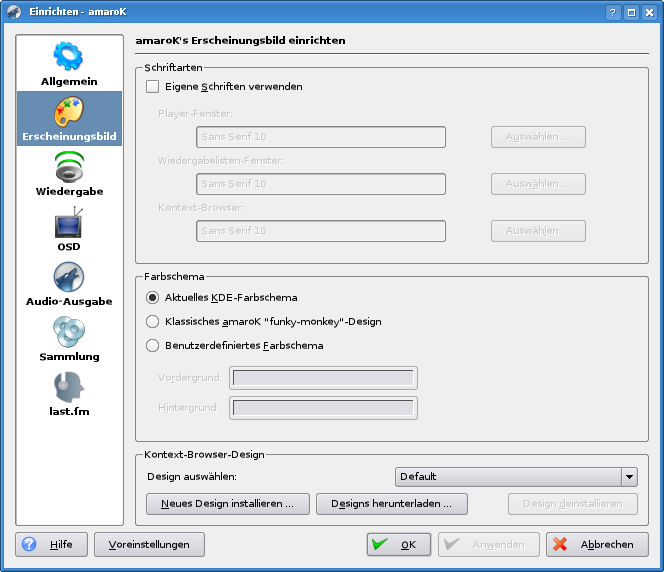 Einrichten - amaroK
Allgemein
Erscheinungsbild
Wiedergabe
OSD
Audio-Ausgabe
Sammlung
last.fm
amaroK's Erscheinungsbild einrichten
Schriftarten
Eigene Schriften verwenden
Player-Fenster:
Sans Serif 10 Auswählen ...
Wiedergabelisten-Fenster:
Sans Serif 10 Auswählen ...
Kontext-Browser:
Sans Serif 10 Auswählen ...
Farbschema
Aktuelles KDE-Farbschema
Klassisches amaroK "funky-monkey"-Design
Benutzerdefiniertes Farbschema
Vordergrund:
Hintergrund:
Kontext-Browser-Design
Design auswählen: Default
Neues Design installieren ... Designs herunterladen ... Design deinstallieren
Hilfe Voreinstellungen OK Anwenden Abbrechen